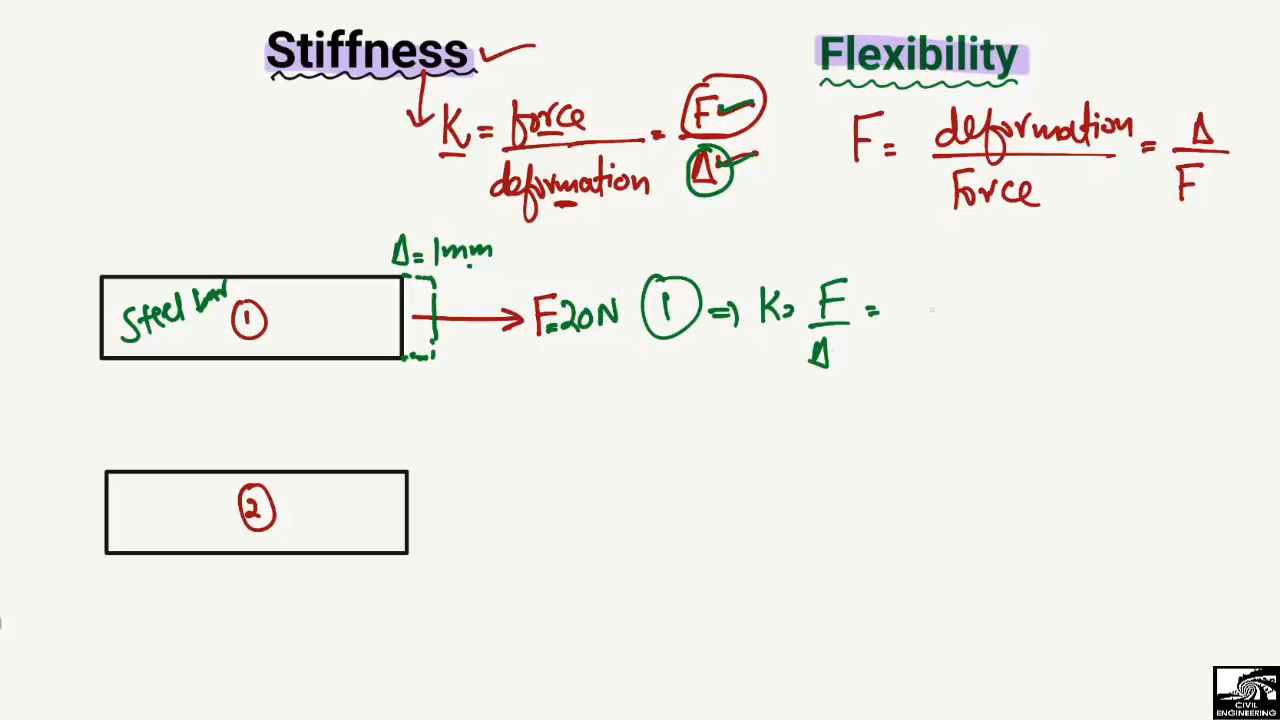 Stiffness
Flexibility
K = force / deformation = F / Δ
F = deformation / Force = Δ / F
Δ = 1mm
Steel bar
1
F = 20N
1 ⇒ K = F / Δ =
2
CIVIL
ENGINEERING